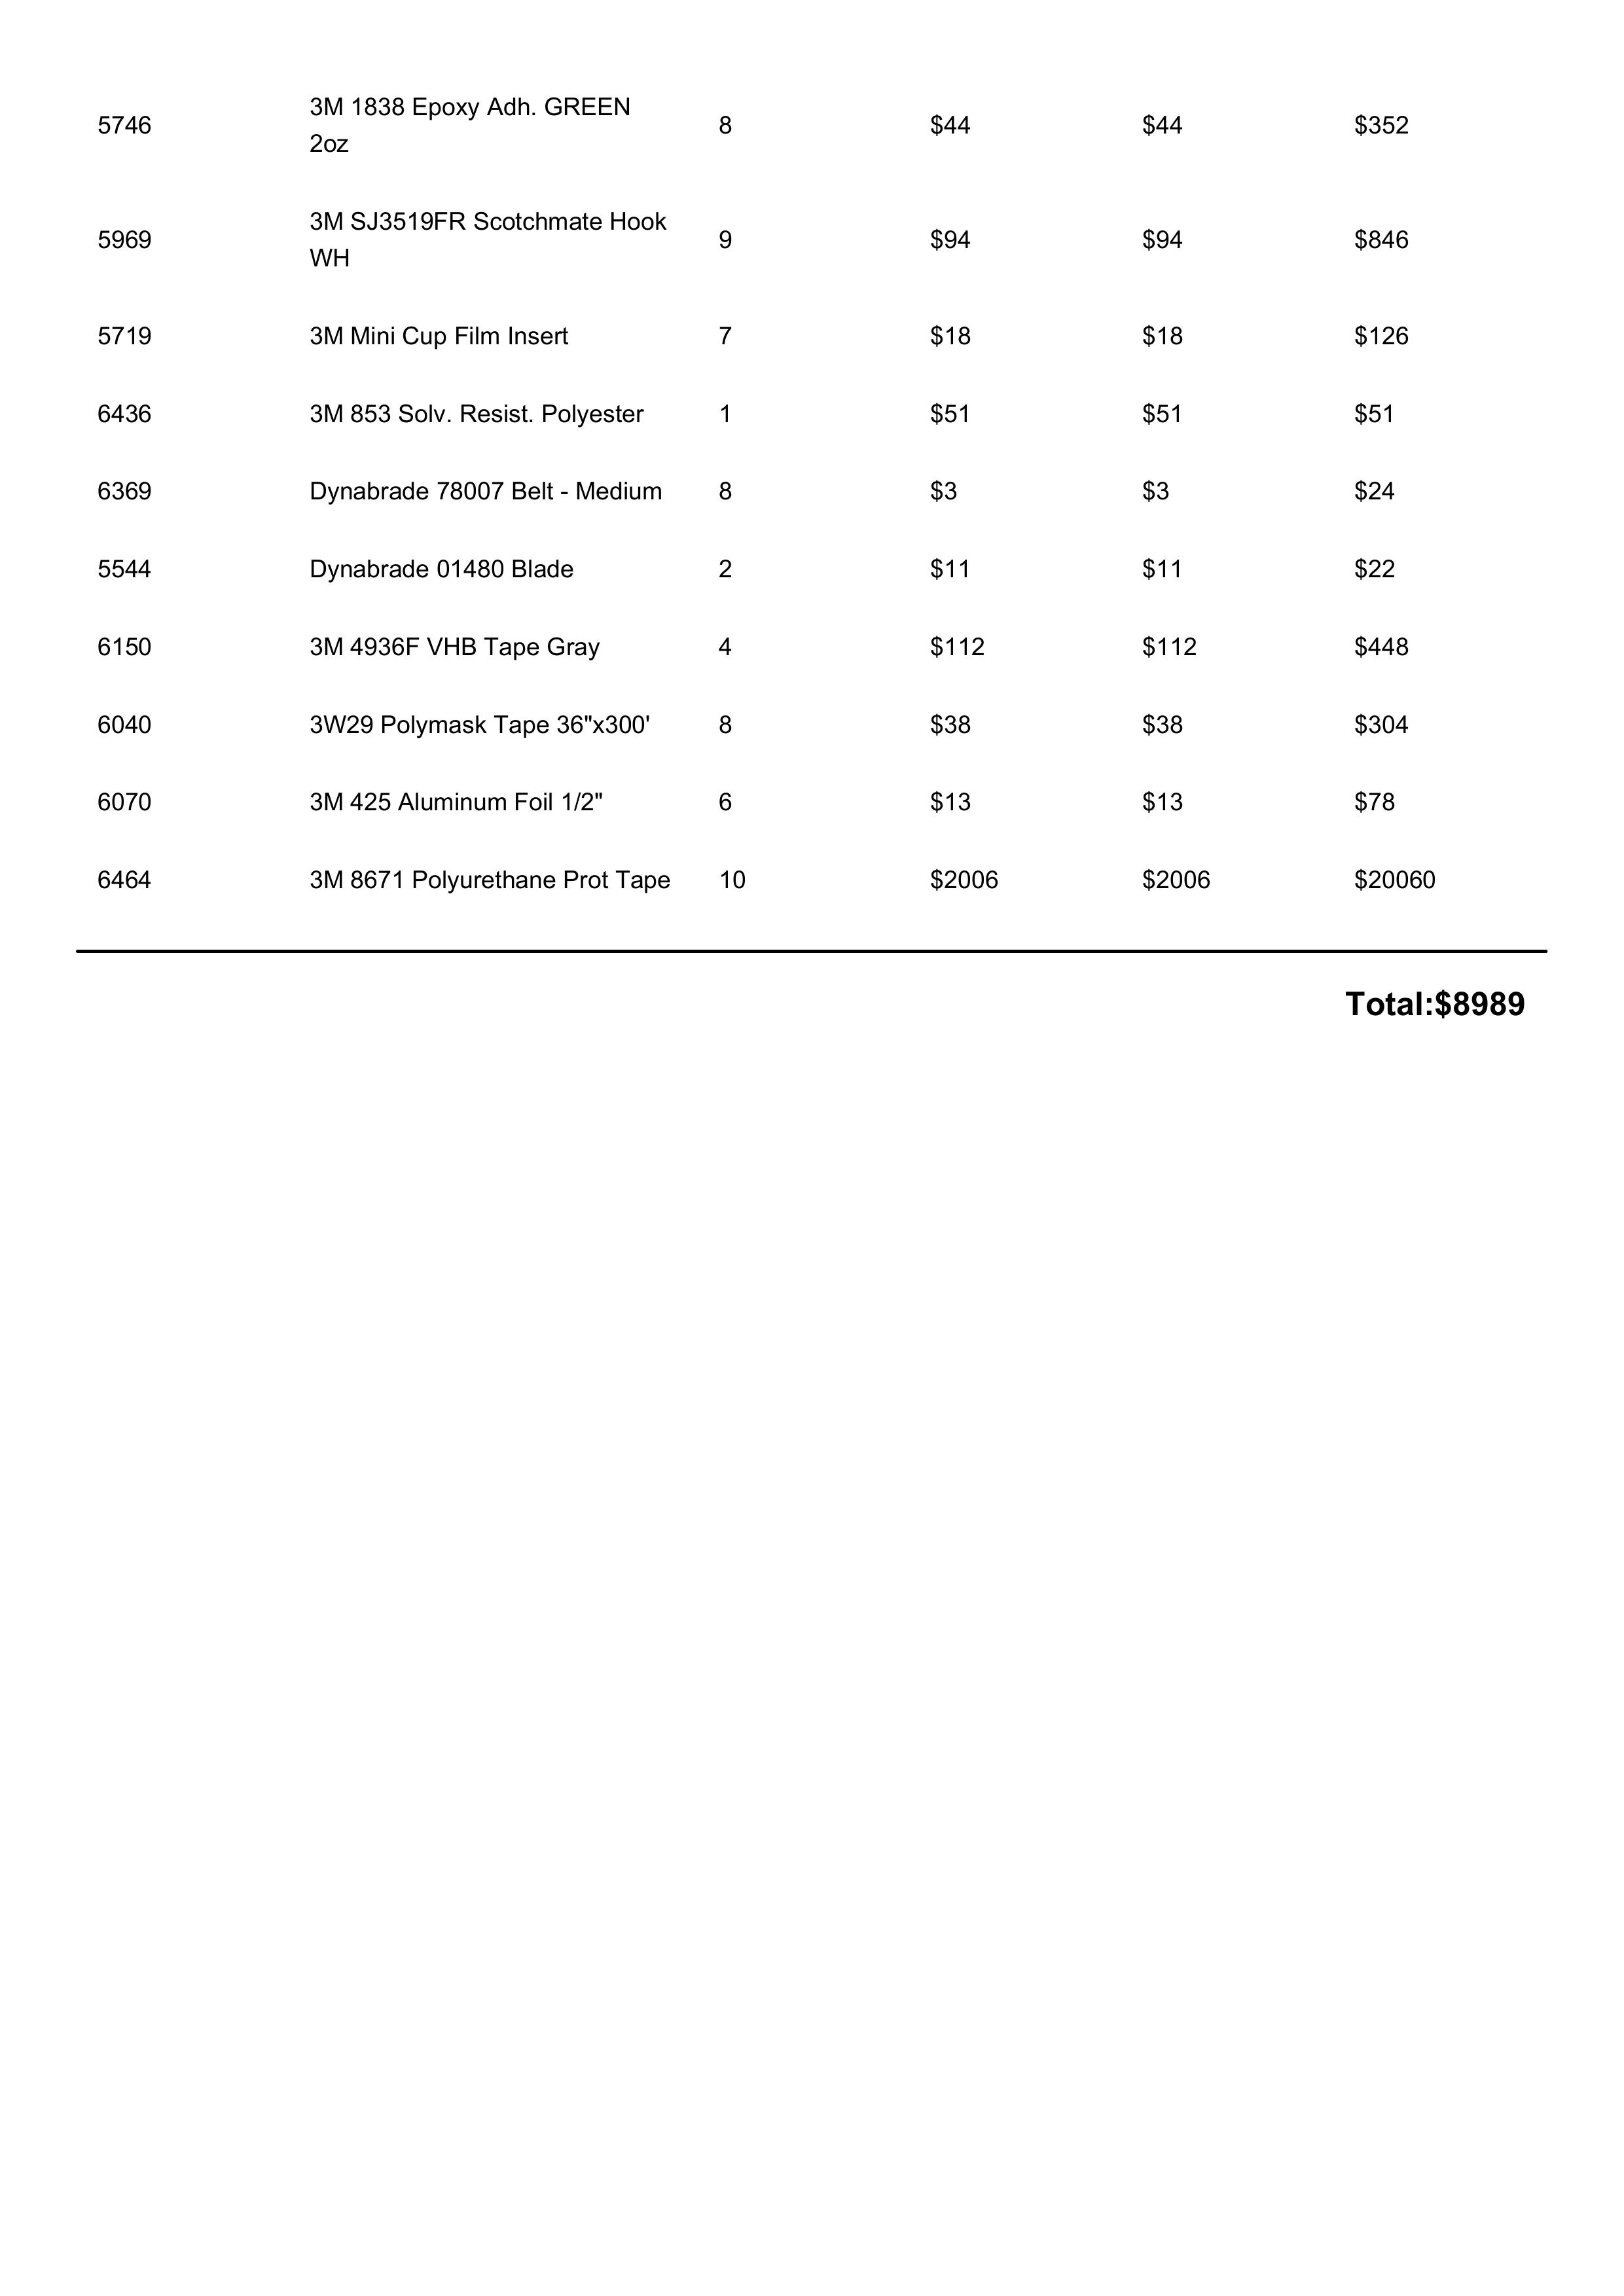 5746 3M 1838 Epoxy Adh. GREEN 8 $44 $44 $352
2oz
5969 3M SJ3519FR Scotchmate Hook 9 $94 $94 $846
WH
5719 3M Mini Cup Film Insert 7 $18 $18 $126
6436 3M 853 Solv. Resist. Polyester 1 $51 $51 $51
6369 Dynabrade 78007 Belt - Medium 8 $3 $3 $24
5544 Dynabrade 01480 Blade 2 $11 $11 $22
6150 3M 4936F VHB Tape Gray 4 $112 $112 $448
6040 3W29 Polymask Tape 36"x300' 8 $38 $38 $304
6070 3M 425 Aluminum Foil 1/2" 6 $13 $13 $78
6464 3M 8671 Polyurethane Prot Tape 10 $2006 $2006 $20060
Total:$8989